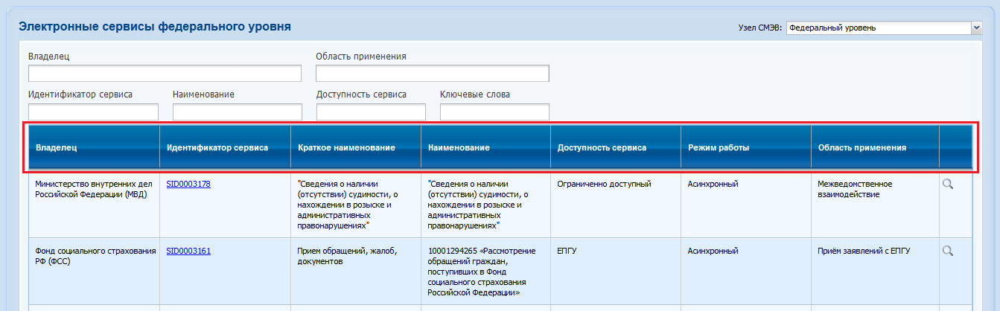 Электронные сервисы федерального уровня
Узел СМЭВ: Федеральный уровень
Владелец Область применения
Идентификатор сервиса Наименование Доступность сервиса Ключевые слова
Владелец Идентификатор сервиса Краткое наименование Наименование Доступность сервиса Режим работы Область применения
Министерство внутренних дел
Российской Федерации (МВД)
SID0003178
"Сведения о наличии
(отсутствии) судимости, о
нахождении в розыске и
административных
правонарушениях"
"Сведения о наличии
(отсутствии) судимости, о
нахождении в розыске и
административных
правонарушениях"
Ограниченно доступный
Асинхронный
Межведомственное
взаимодействие
Фонд социального страхования
РФ (ФСС)
SID0003161
Прием обращений, жалоб,
документов
10001294265 «Рассмотрение
обращений граждан,
поступивших в Фонд
социального страхования
Российской Федерации»
ЕПГУ
Асинхронный
Приём заявлений с ЕПГУ